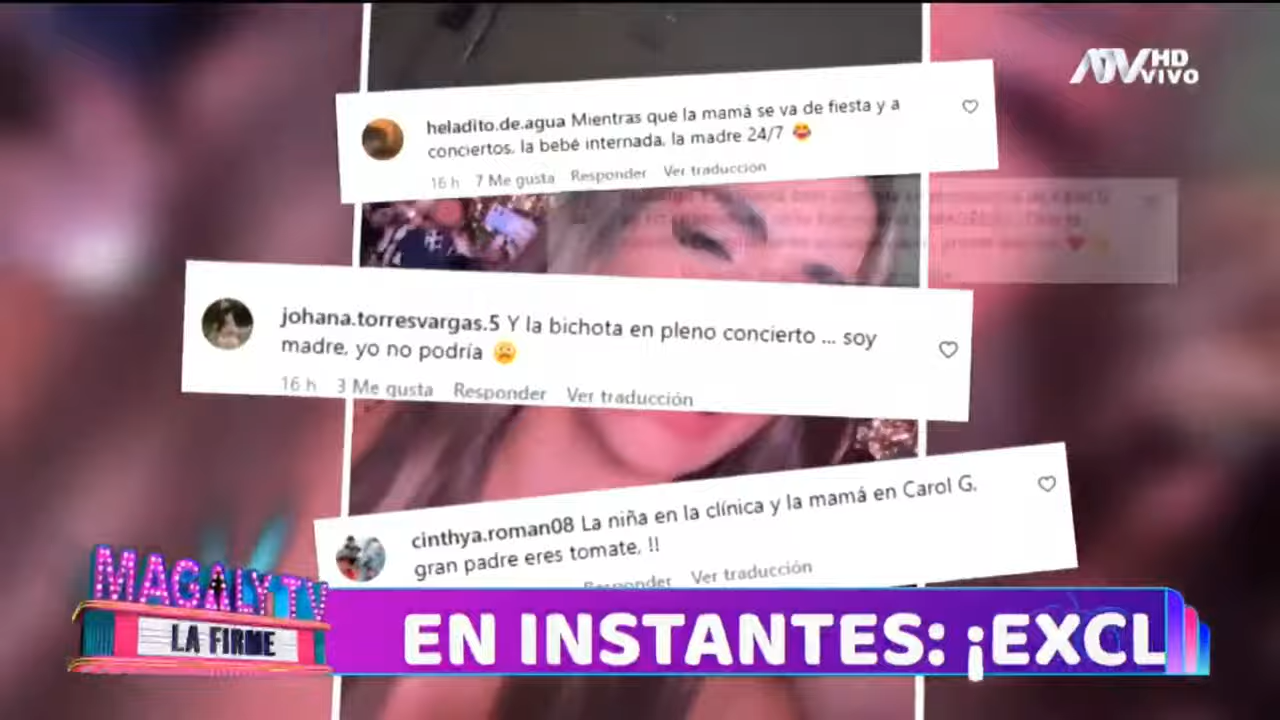 ATV HD
VIVO
heladito.de.agua Mientras que la mamá se va de fiesta y a
conciertos, la bebé internada, la madre 24/7 😂
16 h 7 Me gusta Responder Ver traducción
johana.torresvargas.5 Y la bichota en pleno concierto ... soy
madre, yo no podría 🙁
16 h 3 Me gusta Responder Ver traducción
cinthya.roman08 La niña en la clínica y la mamá en Carol G,
gran padre eres tomate, !!
Responder Ver traducción
MAGALY TV
LA FIRME
EN INSTANTES: ¡EXCL